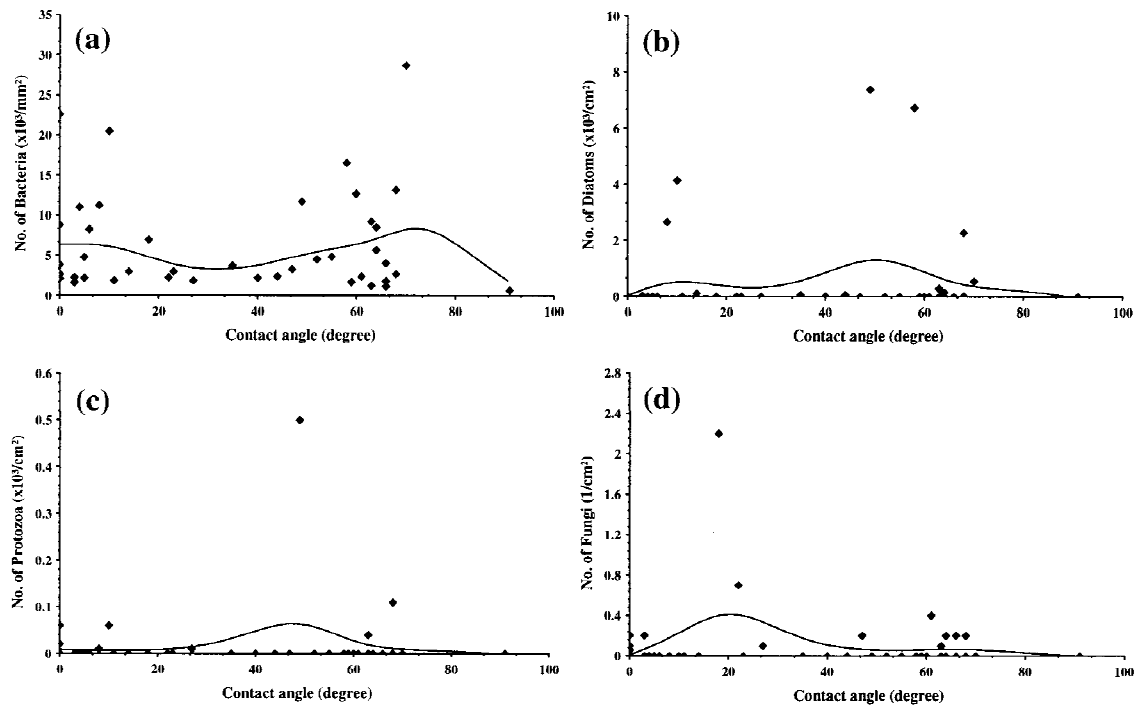 (a)
No. of Bacteria (x10³/mm²)
35
30
25
20
15
10
5
0
0 20 40 60 80 100
Contact angle (degree)
(b)
No. of Diatoms (x10³/cm²)
10
8
6
4
2
0
0 20 40 60 80 100
Contact angle (degree)
(c)
No. of Protozoa (x10³/cm²)
0.6
0.5
0.4
0.3
0.2
0.1
0
0 20 40 60 80 100
Contact angle (degree)
(d)
No. of Fungi (1/cm²)
2.8
2.4
2
1.6
1.2
0.8
0.4
0
0 20 40 60 80 100
Contact angle (degree)